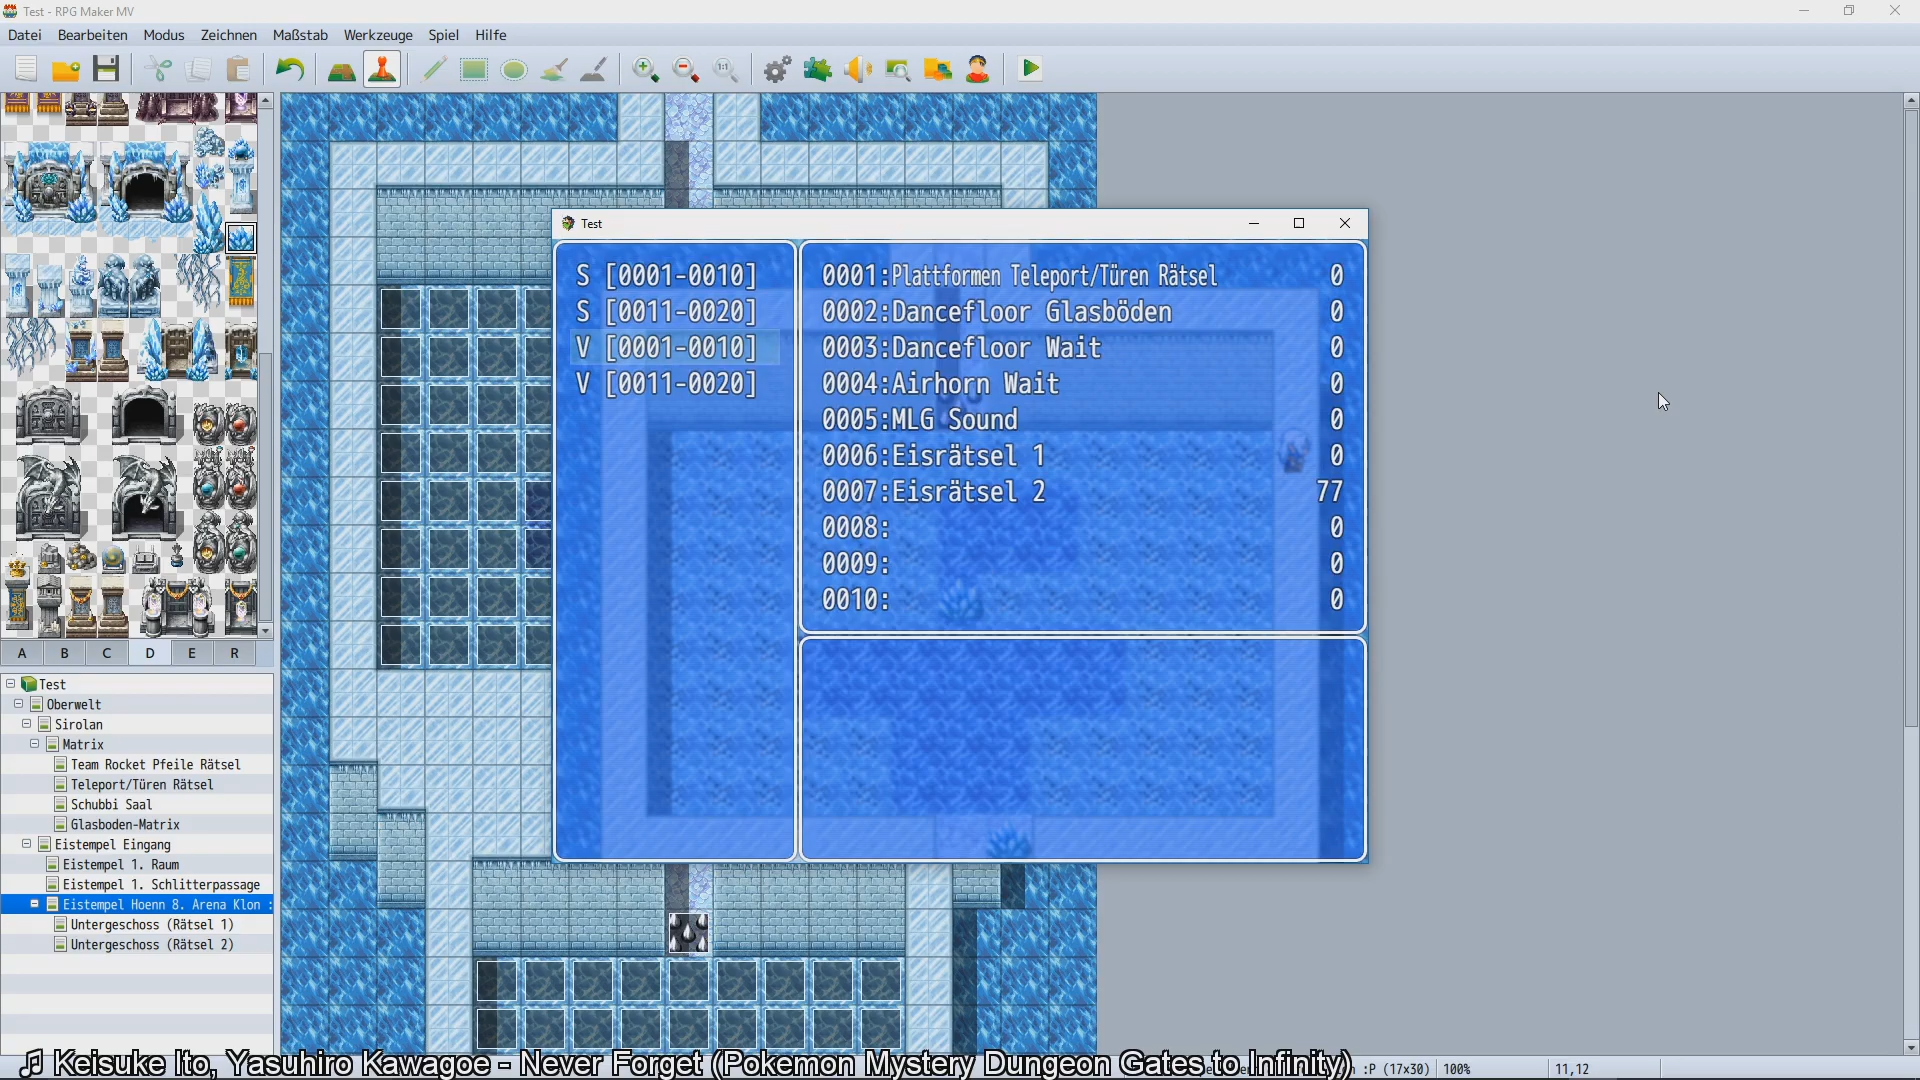 Test - RPG Maker MV
Datei Bearbeiten Modus Zeichnen Maßstab Werkzeuge Spiel Hilfe
1:1
A B C D E R
Test
Oberwelt
Sirolan
Matrix
Team Rocket Pfeile Rätsel
Teleport/Türen Rätsel
Schubbi Saal
Glasboden-Matrix
Eistempel Eingang
Eistempel 1. Raum
Eistempel 1. Schlitterpassage
Eistempel Hoenn 8. Arena Klon :
Untergeschoss (Rätsel 1)
Untergeschoss (Rätsel 2)
Test
S [0001-0010]
S [0011-0020]
V [0001-0010]
V [0011-0020]
0001:Plattformen Teleport/Türen Rätsel 0
0002:Dancefloor Glasböden 0
0003:Dancefloor Wait 0
0004:Airhorn Wait 0
0005:MLG Sound 0
0006:Eisrätsel 1 0
0007:Eisrätsel 2 77
0008: 0
0009: 0
0010: 0
♫ Keisuke Ito, Yasuhiro Kawagoe - Never Forget (Pokemon Mystery Dungeon Gates to Infinity)
:P (17x30) 100% 11,12